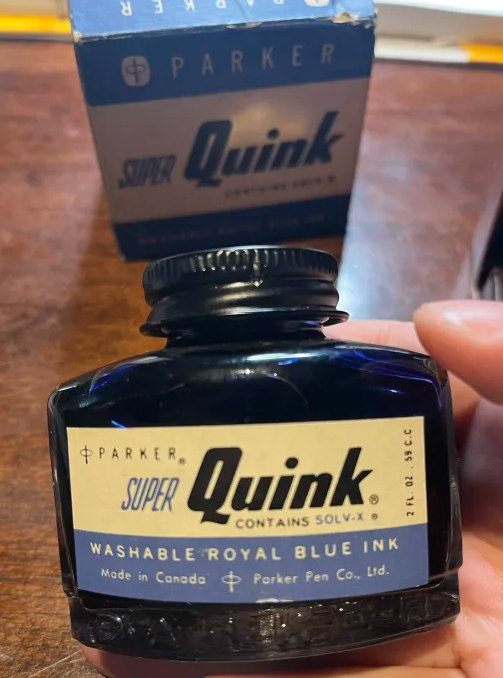 PARKER
PARKER
SUPER Quink
CONTAINS SOLV-X
PARKER®
SUPER Quink®
CONTAINS SOLV-X ®
2 FL. OZ., 59 C.C.
WASHABLE ROYAL BLUE INK
Made in Canada Parker Pen Co., Ltd.